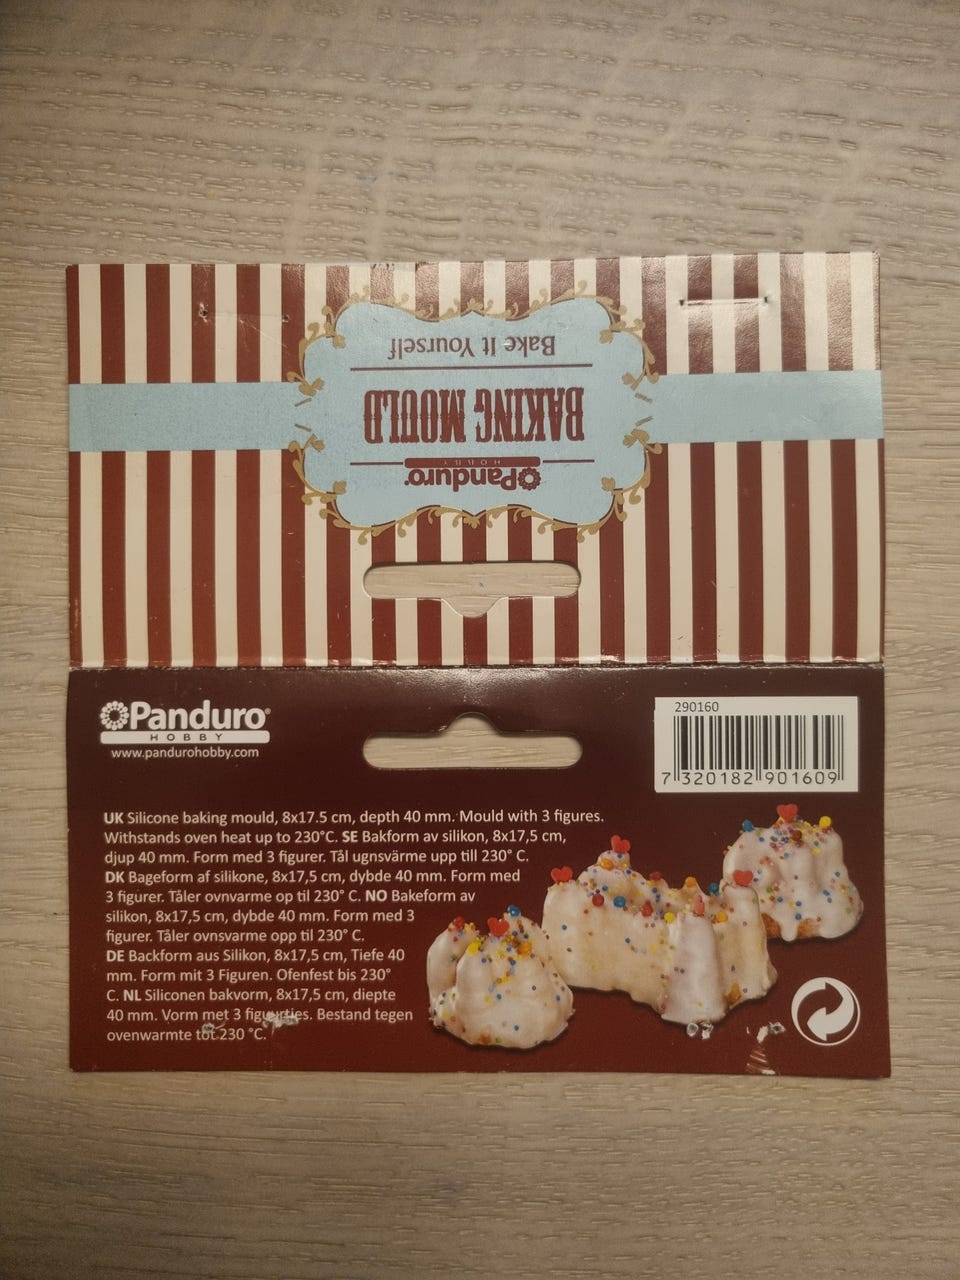 Bake It Yourself
BAKING MOULD
HOBBY
Panduro®
Panduro®
HOBBY
www.pandurohobby.com
290160
7 320182 901609
UK Silicone baking mould, 8x17.5 cm, depth 40 mm. Mould with 3 figures.
Withstands oven heat up to 230°C. SE Bakform av silikon, 8x17,5 cm,
djup 40 mm. Form med 3 figurer. Tål ugnsvärme upp till 230° C.
DK Bageform af silikone, 8x17,5 cm, dybde 40 mm. Form med
3 figurer. Tåler ovnvarme op til 230° C. NO Bakeform av
silikon, 8x17,5 cm, dybde 40 mm. Form med 3
figurer. Tåler ovnsvarme opp til 230° C.
DE Backform aus Silikon, 8x17,5 cm, Tiefe 40
mm. Form mit 3 Figuren. Ofenfest bis 230°
C. NL Siliconen bakvorm, 8x17,5 cm, diepte
40 mm. Vorm met 3 figuurtjes. Bestand tegen
ovenwarmte tot 230 °C.